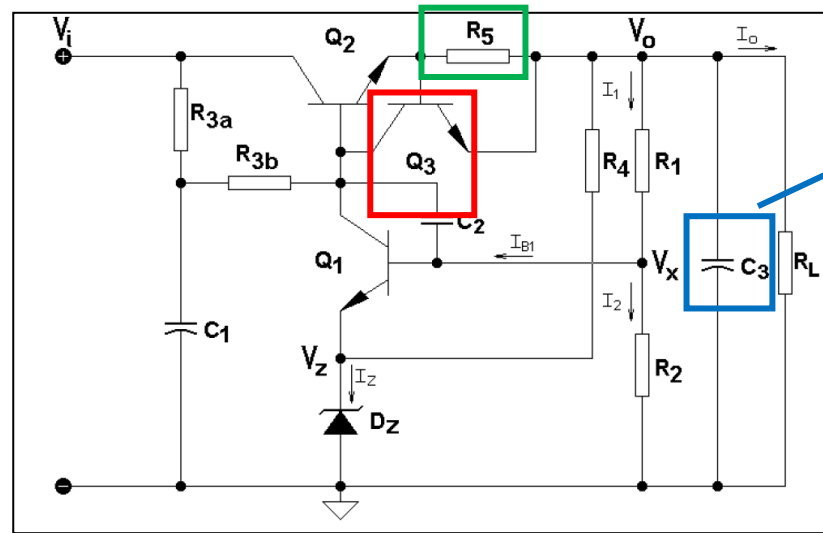 Vi
Q2
R5
Vo
Io
R3a
I1
R3b
Q3
R4
R1
C2
Q1
IB1
Vx
C3
RL
I2
C1
Vz
IZ
R2
DZ